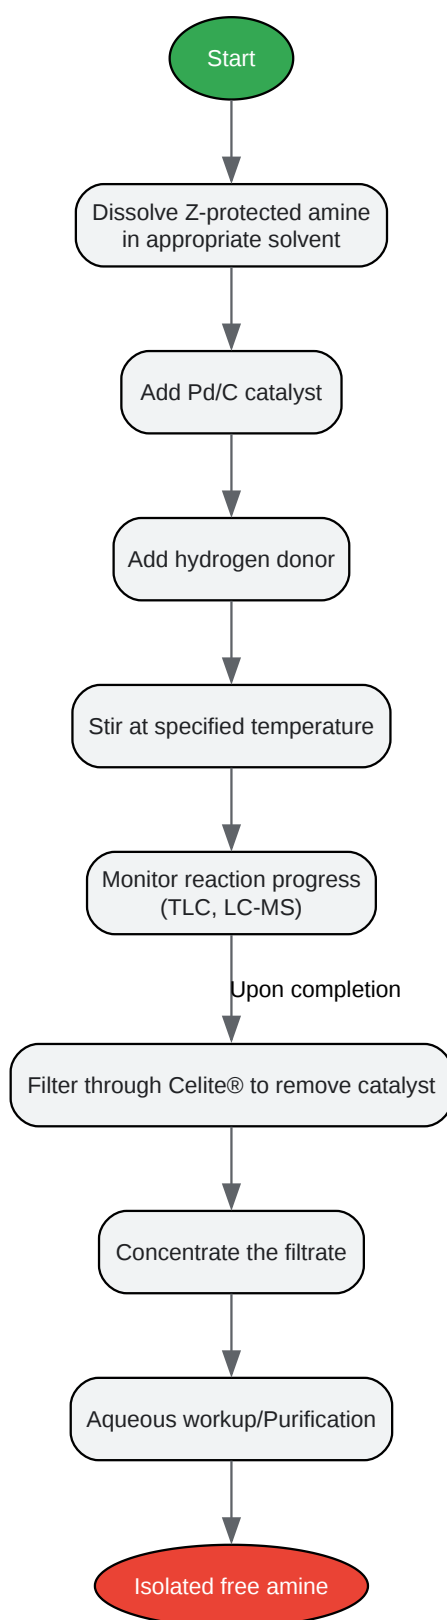 Start
Dissolve Z-protected amine
in appropriate solvent
Add Pd/C catalyst
Add hydrogen donor
Stir at specified temperature
Monitor reaction progress
(TLC, LC-MS)
Upon completion
Filter through Celite® to remove catalyst
Concentrate the filtrate
Aqueous workup/Purification
Isolated free amine